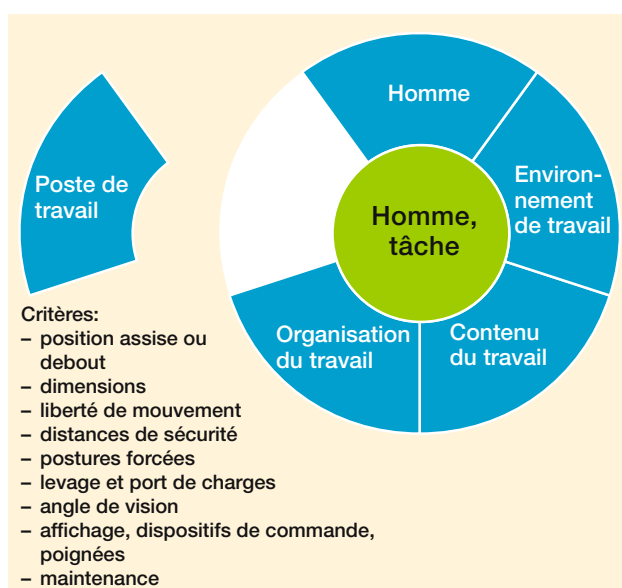 Homme
Environ-
nement
de travail
Poste de
travail
Homme,
tâche
Organisation
du travail
Contenu
du travail
Critères:
– position assise ou
debout
– dimensions
– liberté de mouvement
– distances de sécurité
– postures forcées
– levage et port de charges
– angle de vision
– affichage, dispositifs de commande,
poignées
– maintenance